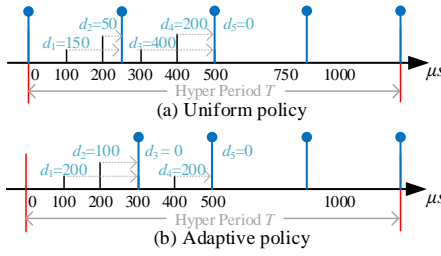 d₂=50 d₄=200 d₅=0
d₁=150 d₃=400
0 100 200 300 400 500 750 1000 μs
Hyper Period T
(a) Uniform policy
d₂=100 d₃ = 0 d₅=0
d₁=200 d₄=200
0 100 200 300 400 500 1000 μs
Hyper Period T
(b) Adaptive policy